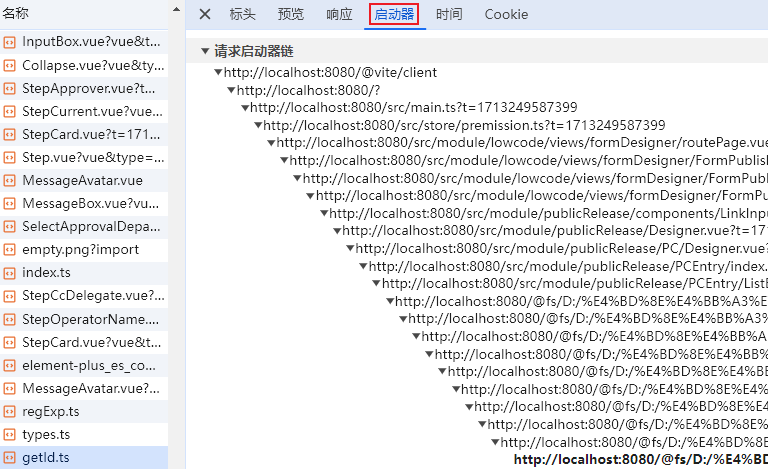 名称
InputBox.vue?vue&t...
Collapse.vue?vue&ty...
StepApprover.vue?t...
StepCurrent.vue?vue...
StepCard.vue?t=171...
Step.vue?vue&type=...
MessageAvatar.vue
MessageBox.vue?vu...
SelectApprovalDepa...
empty.png?import
index.ts
StepCcDelegate.vue?...
StepOperatorName....
StepCard.vue?vue&t...
element-plus_es_co...
MessageAvatar.vue?...
regExp.ts
types.ts
getId.ts
标头 预览 响应 启动器 时间 Cookie
请求启动器链
http://localhost:8080/@vite/client
http://localhost:8080/?
http://localhost:8080/src/main.ts?t=1713249587399
http://localhost:8080/src/store/premission.ts?t=1713249587399
http://localhost:8080/src/module/lowcode/views/formDesigner/routePage.vue
http://localhost:8080/src/module/lowcode/views/formDesigner/FormPublish
http://localhost:8080/src/module/lowcode/views/formDesigner/FormPubl
http://localhost:8080/src/module/lowcode/views/formDesigner/FormPu
http://localhost:8080/src/module/publicRelease/components/LinkInpu
http://localhost:8080/src/module/publicRelease/Designer.vue?t=171
http://localhost:8080/src/module/publicRelease/PC/Designer.vue?
http://localhost:8080/src/module/publicRelease/PCEntry/index.
http://localhost:8080/src/module/publicRelease/PCEntry/ListE
http://localhost:8080/@fs/D:/%E4%BD%8E%E4%BB%A3%E
http://localhost:8080/@fs/D:/%E4%BD%8E%E4%BB%A3%
http://localhost:8080/@fs/D:/%E4%BD%8E%E4%BB%A
http://localhost:8080/@fs/D:/%E4%BD%8E%E4%BB%
http://localhost:8080/@fs/D:/%E4%BD%8E%E4%BB
http://localhost:8080/@fs/D:/%E4%BD%8E%E4%B
http://localhost:8080/@fs/D:/%E4%BD%8E%E4%
http://localhost:8080/@fs/D:/%E4%BD%8E%E4
http://localhost:8080/@fs/D:/%E4%BD%8E%E
http://localhost:8080/@fs/D:/%E4%BD